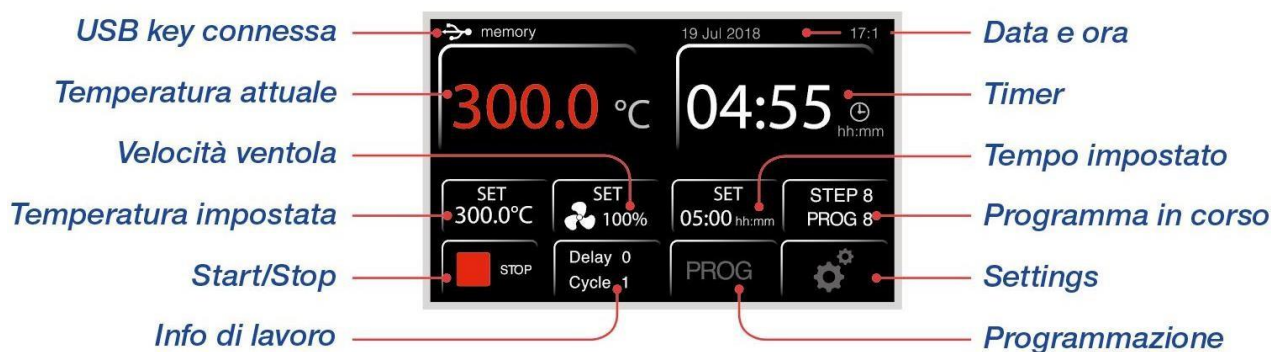 USB key connessa
memory
19 Jul 2018
17:1
Data e ora
Temperatura attuale
300.0 °C
04:55
hh:mm
Timer
Velocità ventola
Tempo impostato
Temperatura impostata
SET
300.0°C
SET
100%
SET
05:00 hh:mm
STEP 8
PROG 8
Programma in corso
Start/Stop
STOP
Delay 0
Cycle 1
PROG
Settings
Info di lavoro
Programmazione